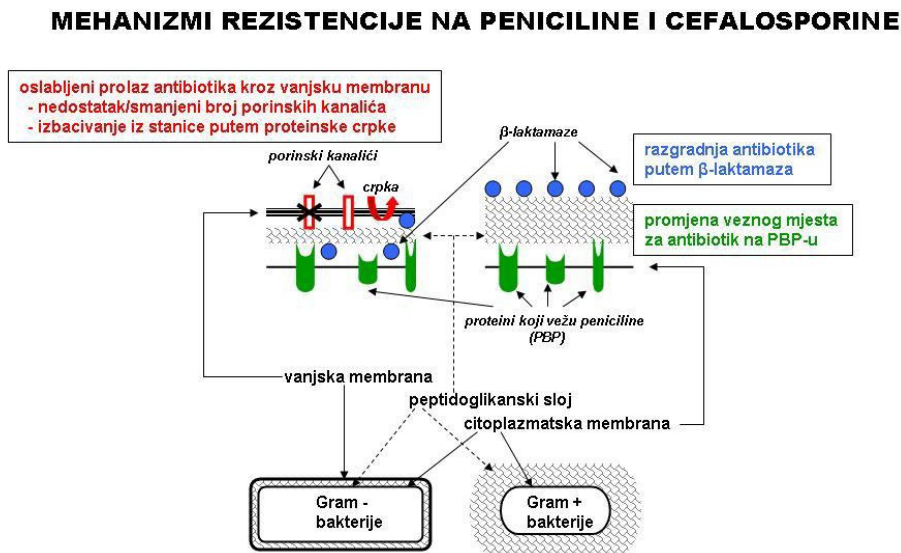 MEHANIZMI REZISTENCIJE NA PENICILINE I CEFALOSPORINE
oslabljeni prolaz antibiotika kroz vanjsku membranu
- nedostatak/smanjeni broj porinskih kanalića
- izbacivanje iz stanice putem proteinske crpke
β-laktamaze
razgradnja antibiotika
putem β-laktamaza
porinski kanalići
crpka
promjena veznog mjesta
za antibiotik na PBP-u
proteini koji vežu peniciline
(PBP)
vanjska membrana
peptidoglikanski sloj
citoplazmatska membrana
Gram -
bakterije
Gram +
bakterije